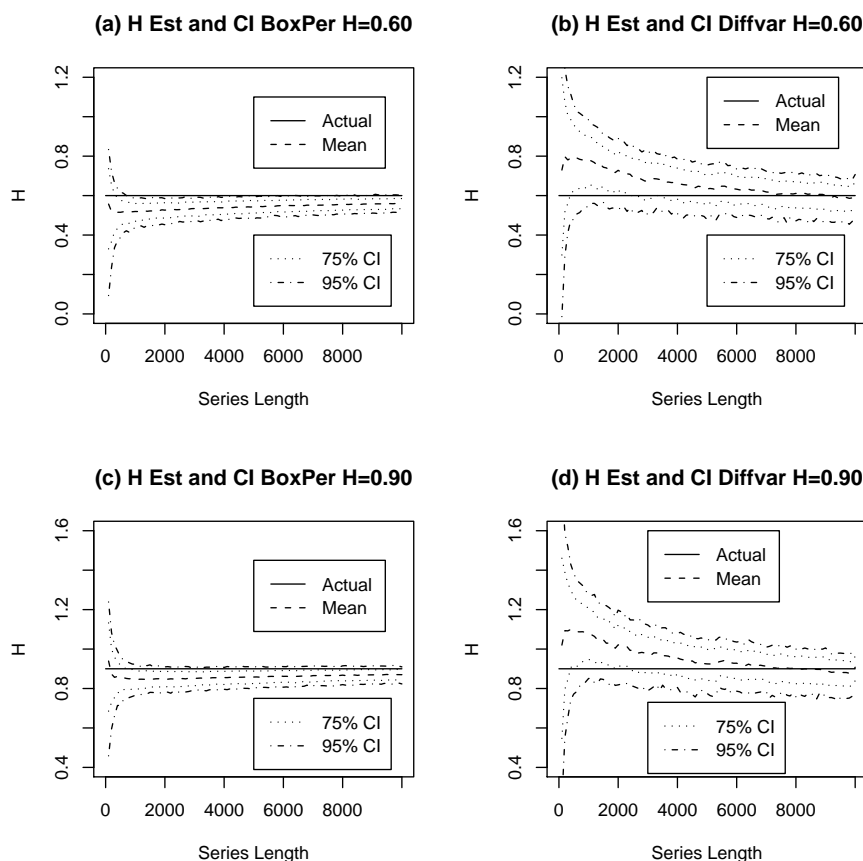 (a) H Est and CI BoxPer H=0.60
H
1.2
0.8
0.4
0.0
Actual
Mean
75% CI
95% CI
0 2000 4000 6000 8000
Series Length
(b) H Est and CI Diffvar H=0.60
H
1.2
0.8
0.4
0.0
Actual
Mean
75% CI
95% CI
0 2000 4000 6000 8000
Series Length
(c) H Est and CI BoxPer H=0.90
H
1.6
1.2
0.8
0.4
Actual
Mean
75% CI
95% CI
0 2000 4000 6000 8000
Series Length
(d) H Est and CI Diffvar H=0.90
H
1.6
1.2
0.8
0.4
Actual
Mean
75% CI
95% CI
0 2000 4000 6000 8000
Series Length